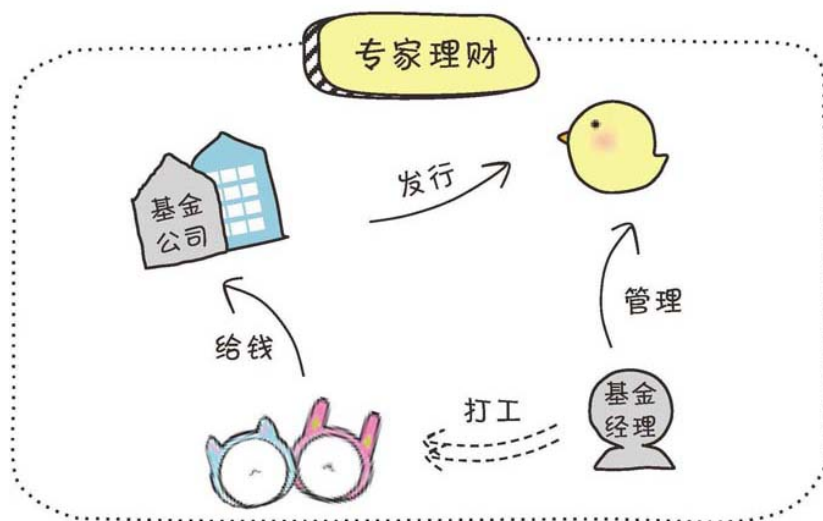 专家理财
基金
公司
发行
管理
给钱
打工
基金
经理